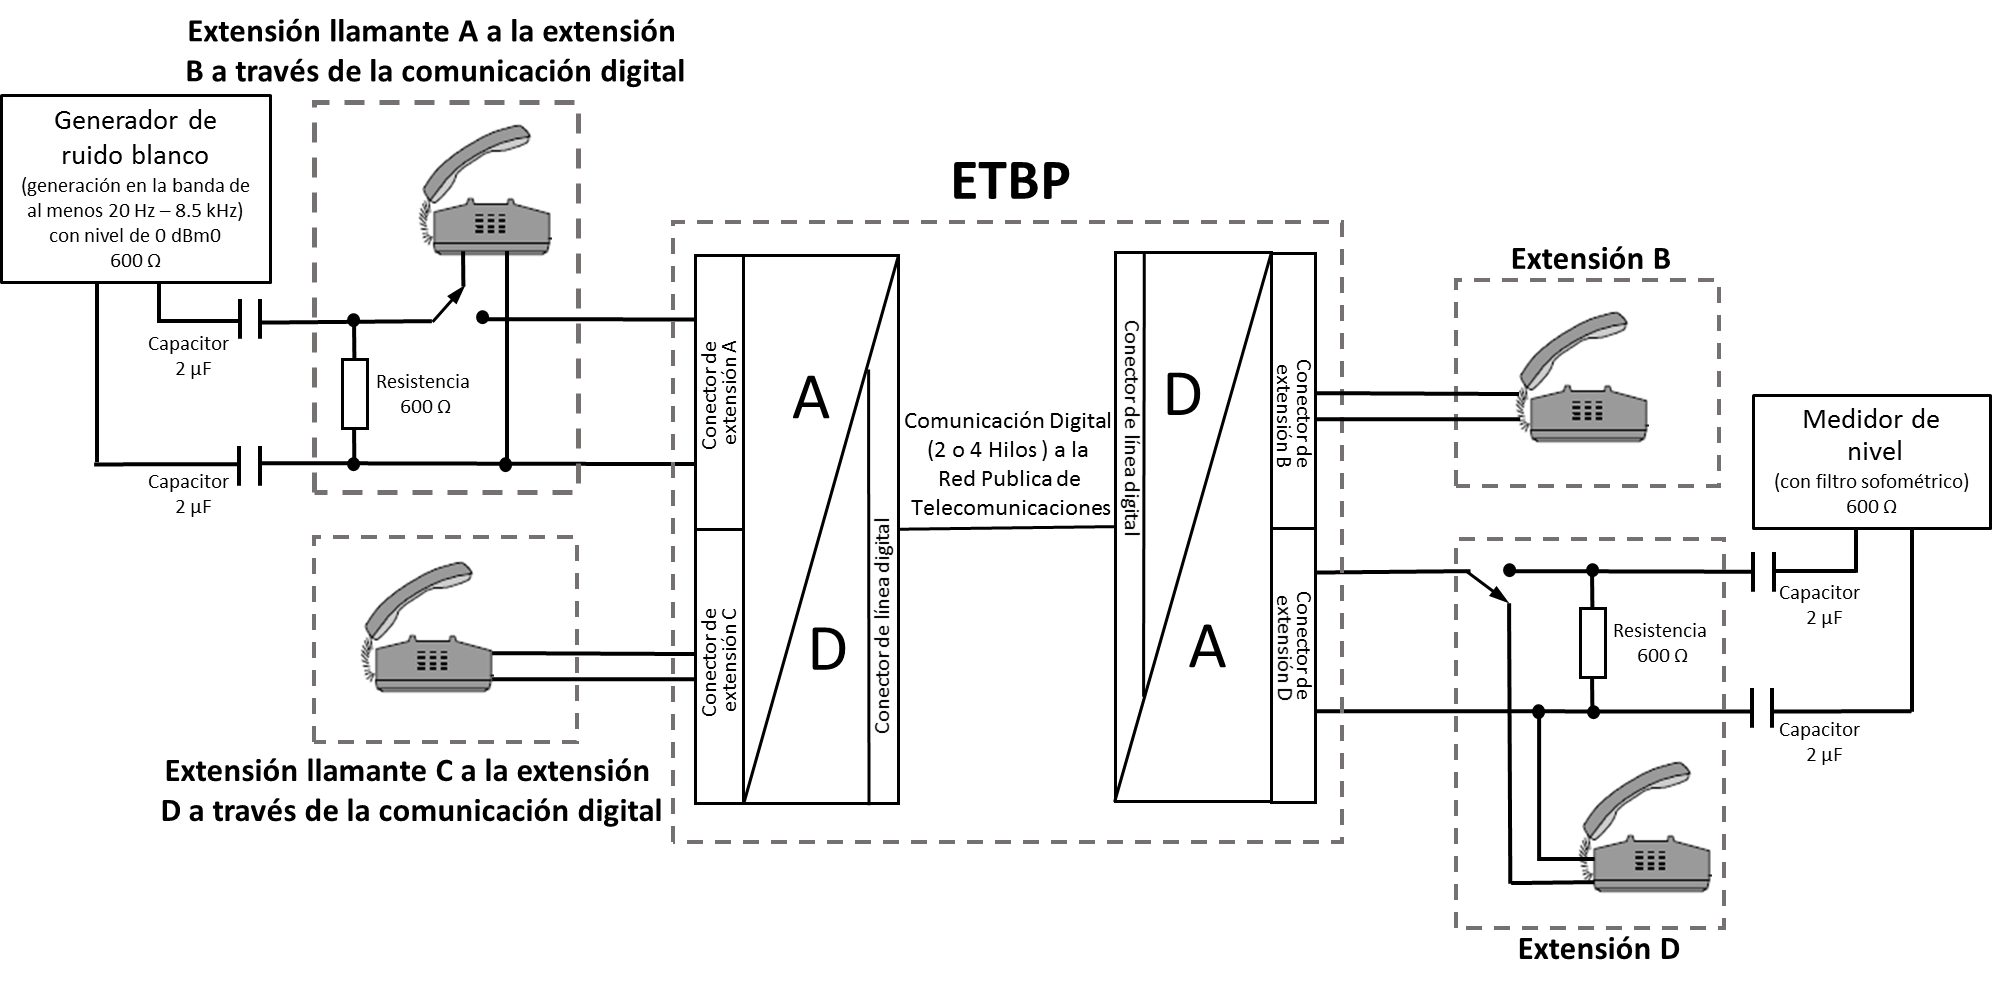 Extensión llamante A a la extensión
B a través de la comunicación digital
Generador de
ruido blanco
(generación en la banda de
al menos 20 Hz – 8.5 kHz)
con nivel de 0 dBm0
600 Ω
Capacitor
2 µF
Resistencia
600 Ω
Capacitor
2 µF
Extensión llamante C a la extensión
D a través de la comunicación digital
ETBP
Conector de
extensión A
A
Conector de
extensión C
D
Conector de línea digital
Comunicación Digital
(2 o 4 Hilos ) a la
Red Publica de
Telecomunicaciones
Conector de línea digital
D
Conector de
extensión B
A
Conector de
extensión D
Extensión B
Medidor de
nivel
(con filtro sofométrico)
600 Ω
Capacitor
2 µF
Resistencia
600 Ω
Capacitor
2 µF
Extensión D